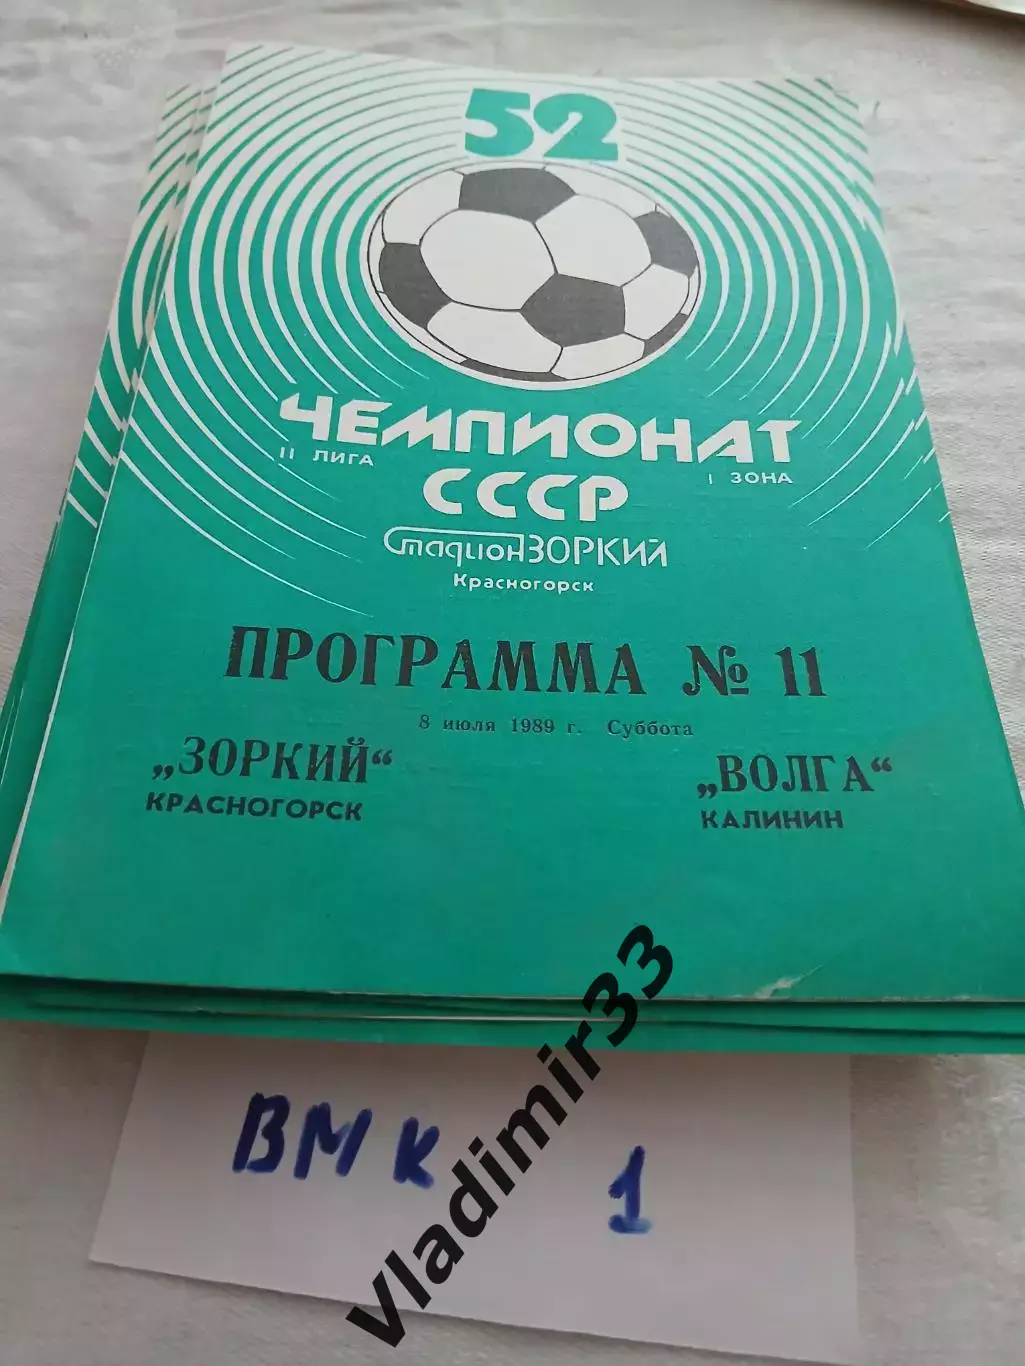 52
ЧЕМПИОНАТ
II ЛИГА
I ЗОНА
СССР
Стадион ЗОРКИЙ
Красногорск
ПРОГРАММА № 11
8 июля 1989 г. Суббота
„ЗОРКИЙ“
КРАСНОГОРСК
„ВОЛГА“
КАЛИНИН
ВМК 1
Vladimir33